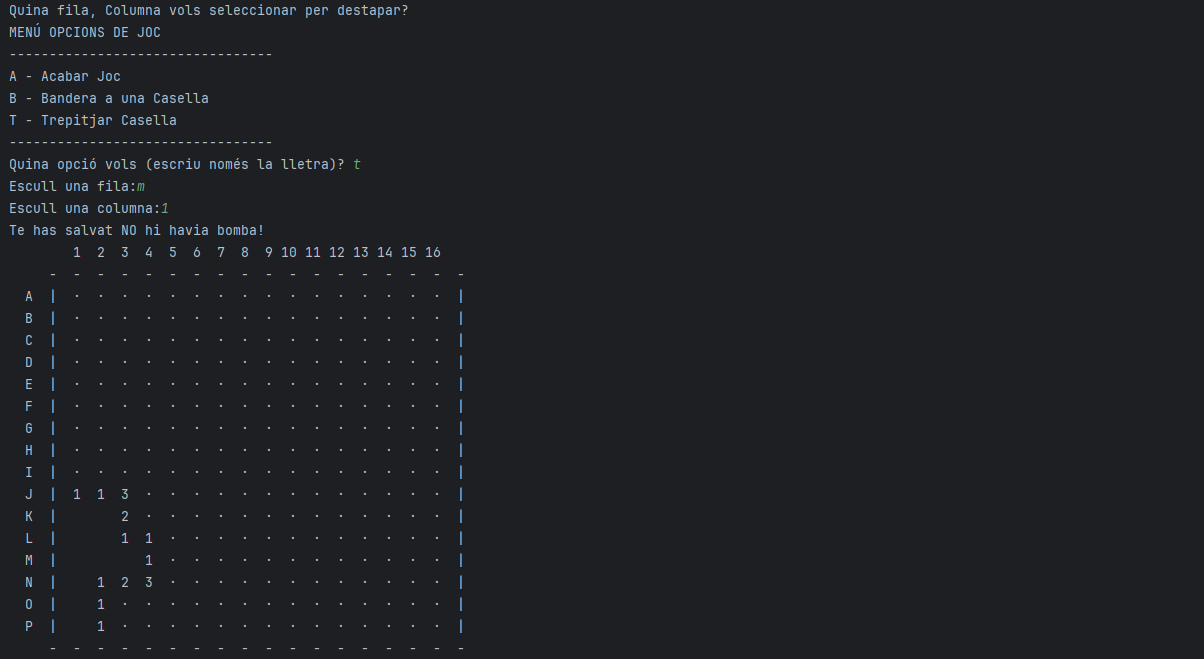 Quina fila, Columna vols seleccionar per destapar?
MENÚ OPCIONS DE JOC
---------------------------------
A - Acabar Joc
B - Bandera a una Casella
T - Trepitjar Casella
---------------------------------
Quina opció vols (escriu només la lletra)? t
Escull una fila:m
Escull una columna:1
Te has salvat NO hi havia bomba!
        1  2  3  4  5  6  7  8  9 10 11 12 13 14 15 16
     -  -  -  -  -  -  -  -  -  -  -  -  -  -  -  -  -  -
  A  |  ·  ·  ·  ·  ·  ·  ·  ·  ·  ·  ·  ·  ·  ·  ·  ·  |
  B  |  ·  ·  ·  ·  ·  ·  ·  ·  ·  ·  ·  ·  ·  ·  ·  ·  |
  C  |  ·  ·  ·  ·  ·  ·  ·  ·  ·  ·  ·  ·  ·  ·  ·  ·  |
  D  |  ·  ·  ·  ·  ·  ·  ·  ·  ·  ·  ·  ·  ·  ·  ·  ·  |
  E  |  ·  ·  ·  ·  ·  ·  ·  ·  ·  ·  ·  ·  ·  ·  ·  ·  |
  F  |  ·  ·  ·  ·  ·  ·  ·  ·  ·  ·  ·  ·  ·  ·  ·  ·  |
  G  |  ·  ·  ·  ·  ·  ·  ·  ·  ·  ·  ·  ·  ·  ·  ·  ·  |
  H  |  ·  ·  ·  ·  ·  ·  ·  ·  ·  ·  ·  ·  ·  ·  ·  ·  |
  I  |  ·  ·  ·  ·  ·  ·  ·  ·  ·  ·  ·  ·  ·  ·  ·  ·  |
  J  |  1  1  3  ·  ·  ·  ·  ·  ·  ·  ·  ·  ·  ·  ·  ·  |
  K  |        2  ·  ·  ·  ·  ·  ·  ·  ·  ·  ·  ·  ·  ·  |
  L  |        1  1  ·  ·  ·  ·  ·  ·  ·  ·  ·  ·  ·  ·  |
  M  |           1  ·  ·  ·  ·  ·  ·  ·  ·  ·  ·  ·  ·  |
  N  |     1  2  3  ·  ·  ·  ·  ·  ·  ·  ·  ·  ·  ·  ·  |
  O  |     1  ·  ·  ·  ·  ·  ·  ·  ·  ·  ·  ·  ·  ·  ·  |
  P  |     1  ·  ·  ·  ·  ·  ·  ·  ·  ·  ·  ·  ·  ·  ·  |
     -  -  -  -  -  -  -  -  -  -  -  -  -  -  -  -  -  -